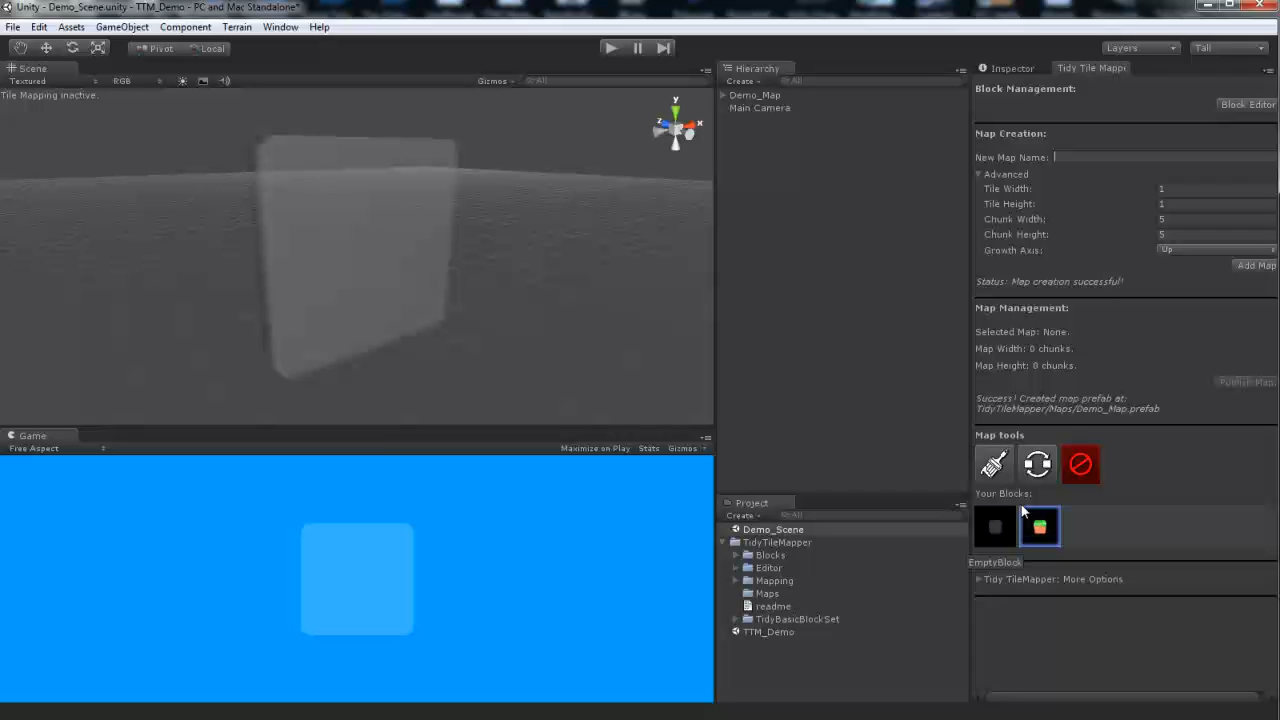 Unity - Demo_Scene.unity - TTM_Demo - PC and Mac Standalone*
File Edit Assets GameObject Component Terrain Window Help
Pivot Local Layers Tall
Scene
Textured RGB Gizmos All
Tile Mapping inactive.
y
z x
Game
Free Aspect Maximize on Play Stats Gizmos
Hierarchy
Create All
Demo_Map
Main Camera
Project
Create All
Demo_Scene
TidyTileMapper
Blocks
Editor
Mapping
Maps
readme
TidyBasicBlockSet
TTM_Demo
Inspector Tidy Tile Mappe
Block Management:
Block Editor
Map Creation:
New Map Name:
Advanced
Tile Width: 1
Tile Height: 1
Chunk Width: 5
Chunk Height: 5
Growth Axis: Up
Add Map
Status: Map creation successful!
Map Management:
Selected Map: None.
Map Width: 0 chunks.
Map Height: 0 chunks.
Publish Map
Success! Created map prefab at:
TidyTileMapper/Maps/Demo_Map.prefab
Map tools
Your Blocks:
EmptyBlock
Tidy TileMapper: More Options